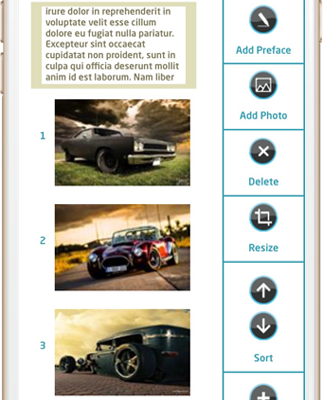 irure dolor in reprehenderit in
voluptate velit esse cillum
dolore eu fugiat nulla pariatur.
Excepteur sint occaecat
cupidatat non proident, sunt in
culpa qui officia deserunt mollit
anim id est laborum. Nam liber
1
2
3
Add Preface
Add Photo
Delete
Resize
Sort